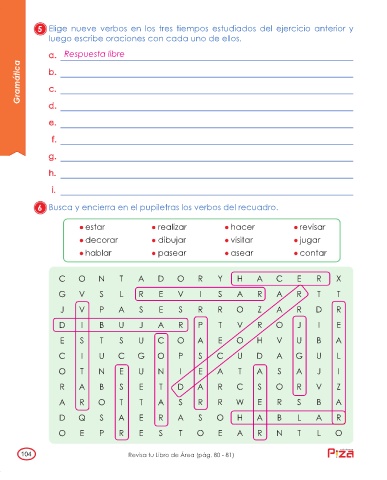 5 Elige nueve verbos en los tres tiempos estudiados del ejercicio anterior y
luego escribe oraciones con cada uno de ellos.
Gramática
a. Respuesta libre
b.
c.
d.
e.
f.
g.
h.
i.
6 Busca y encierra en el pupiletras los verbos del recuadro.
• estar • realizar • hacer • revisar
• decorar • dibujar • visitar • jugar
• hablar • pasear • asear • contar
C O N T A D O R Y H A C E R X
G V S L R E V I S A R A R T T
J V P A S E S R R O Z A R D R
D I B U J A R P T V R O J I E
E S T S U C O A E O H V U B A
C I U C G O P S C U D A G U L
O T N E U N I E A T A S A J I
R A B S E T D A R C S O R V Z
A R O T T A S R R W E R S B A
D Q S A E R A S O H A B L A R
O E P R E S T O E A R N T L O
104 Revisa tu Libro de Área (pág. 80 - 81) Pizá